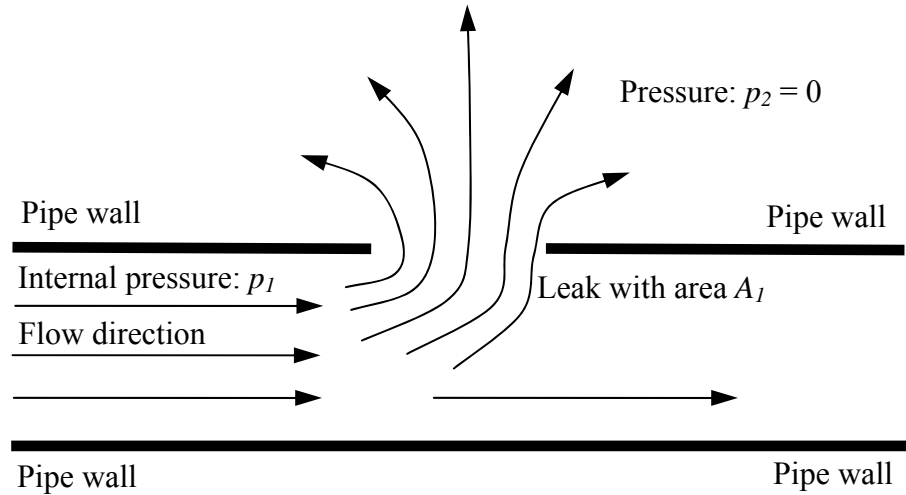 Pressure: p2 = 0
Pipe wall
Pipe wall
Internal pressure: p1
Leak with area A1
Flow direction
Pipe wall
Pipe wall